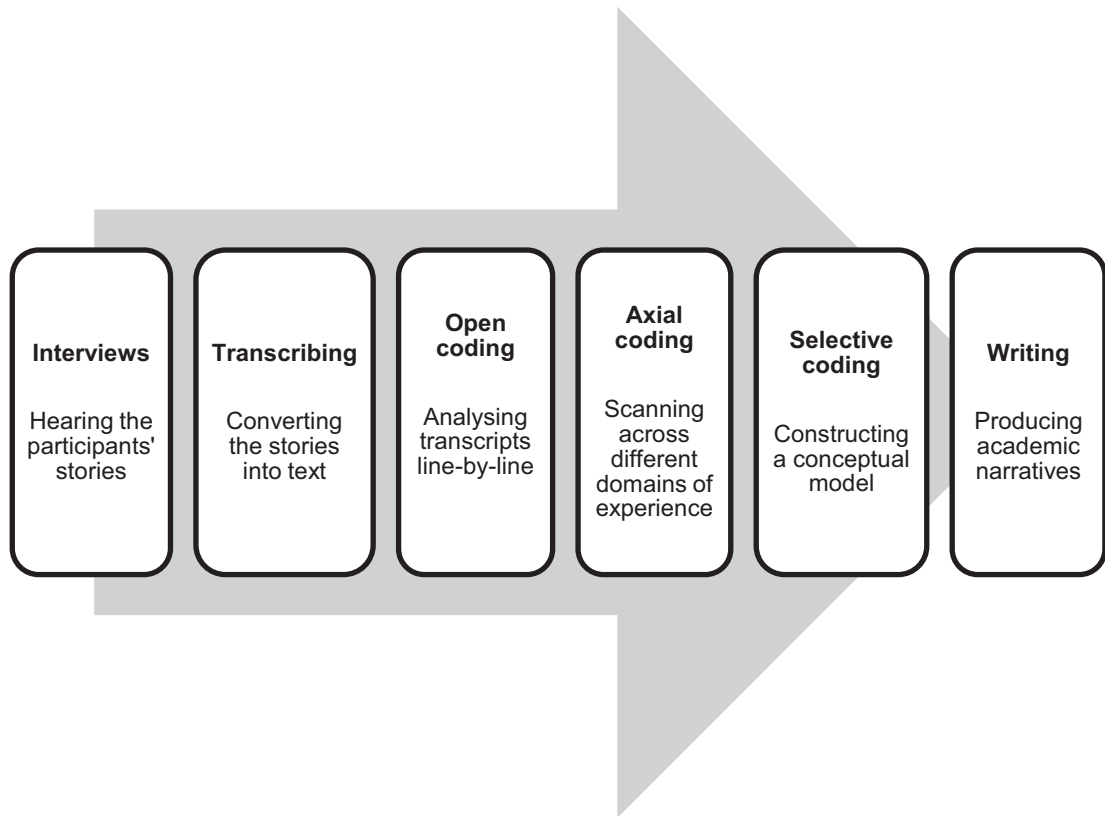 Interviews
Hearing the
participants'
stories
Transcribing
Converting
the stories
into text
Open
coding
Analysing
transcripts
line-by-line
Axial
coding
Scanning
across
different
domains of
experience
Selective
coding
Constructing
a conceptual
model
Writing
Producing
academic
narratives